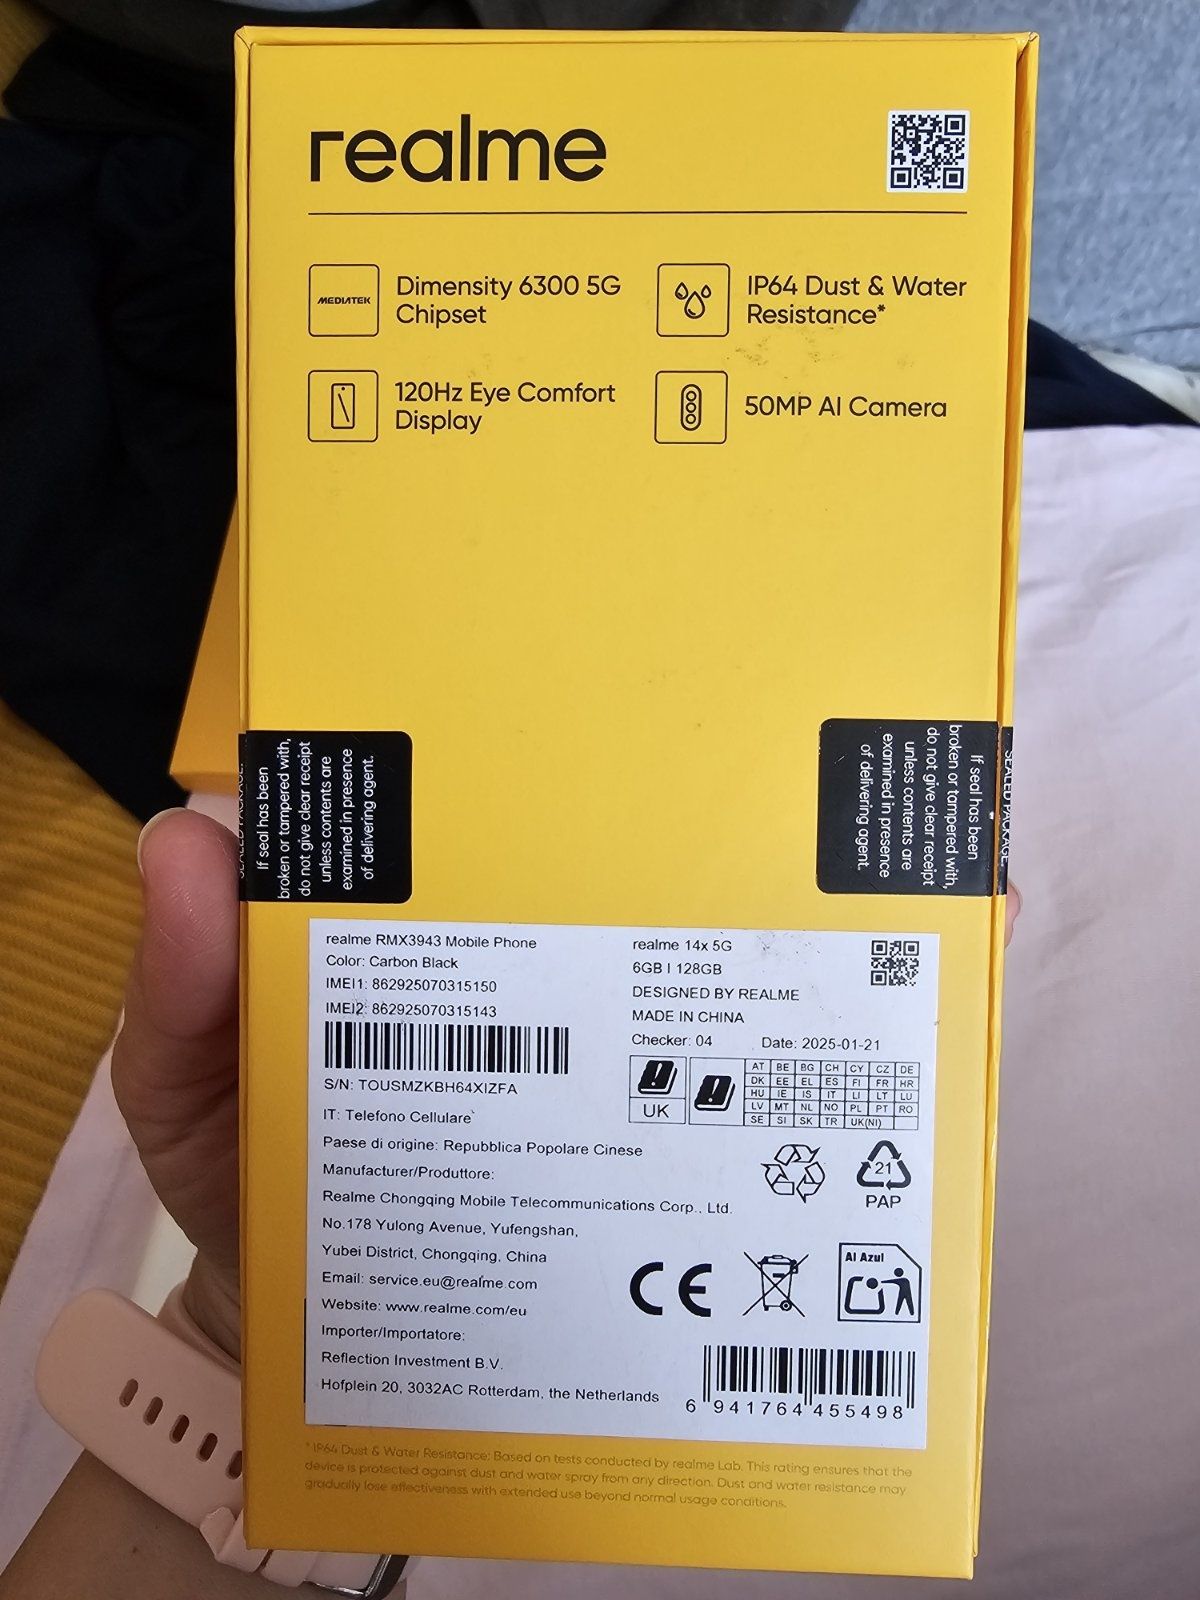 realme
MEDIATEK
Dimensity 6300 5G
Chipset
IP64 Dust & Water
Resistance*
120Hz Eye Comfort
Display
50MP AI Camera
SEALED PACKAGE.
If seal has been
broken or tampered with,
do not give clear receipt
unless contents are
examined in presence
of delivering agent.
SEALED PACKAGE.
If seal has been
broken or tampered with,
do not give clear receipt
unless contents are
examined in presence
of delivering agent.
realme RMX3943 Mobile Phone
Color: Carbon Black
IMEI1: 862925070315150
IMEI2: 862925070315143
S/N: TOUSMZKBH64XIZFA
IT: Telefono Cellulare`
Paese di origine: Repubblica Popolare Cinese
Manufacturer/Produttore:
Realme Chongqing Mobile Telecommunications Corp., Ltd.
No.178 Yulong Avenue, Yufengshan,
Yubei District, Chongqing, China
Email: service.eu@realme.com
Website: www.realme.com/eu
Importer/Importatore:
Reflection Investment B.V.
Hofplein 20, 3032AC Rotterdam, the Netherlands
realme 14x 5G
6GB | 128GB
DESIGNED BY REALME
MADE IN CHINA
Checker: 04 Date: 2025-01-21
UK
AT BE BG CH CY CZ DE
DK EE EL ES FI FR HR
HU IE IS IT LI LT LU
LV MT NL NO PL PT RO
SE SI SK TR UK(NI)
21
PAP
CE
Al Azul
6 941764 455498
* IP64 Dust & Water Resistance: Based on tests conducted by realme Lab. This rating ensures that the
device is protected against dust and water spray from any direction. Dust and water resistance may
gradually lose effectiveness with extended use beyond normal usage conditions.